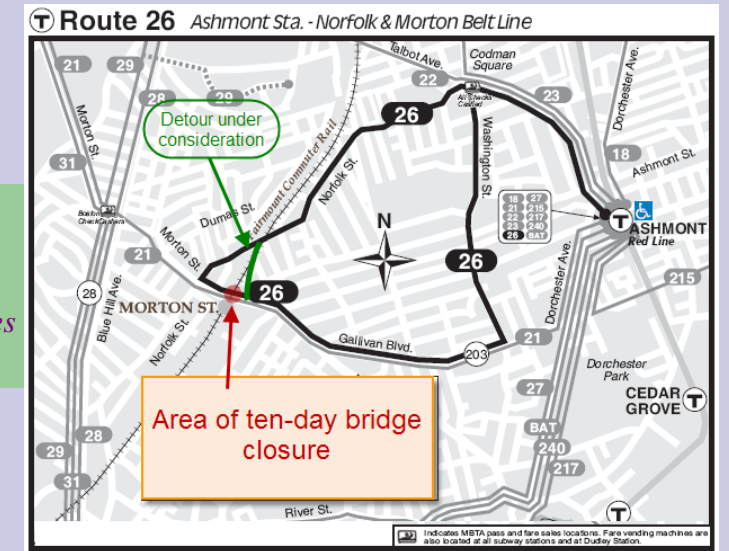 T Route 26 Ashmont Sta. - Norfolk & Morton Belt Line
Talbot Ave.
Codman
Square
Dorchester Ave.
21
29
22
23
28
29
26
Detour under
consideration
Morton St.
Fairmount Commuter Rail
Norfolk St.
Washington St.
18
Ashmont St.
31
18 27
21 215
22 217
23 240
26 BAT
Dumas St.
N
T
ASHMONT
Red Line
Morton St.
21
26
Dorchester Ave.
215
28
26
MORTON ST.
Blue Hill Ave.
Norfolk St.
es
Gallivan Blvd.
21
203
Dorchester
Park
27
CEDAR
GROVE
T
Area of ten-day bridge
closure
BAT
28
240
29
217
31
River St.
T
Indicates MBTA pass and fare sales locations. Fare vending machines are
also located at all subway stations and at Dudley Station.